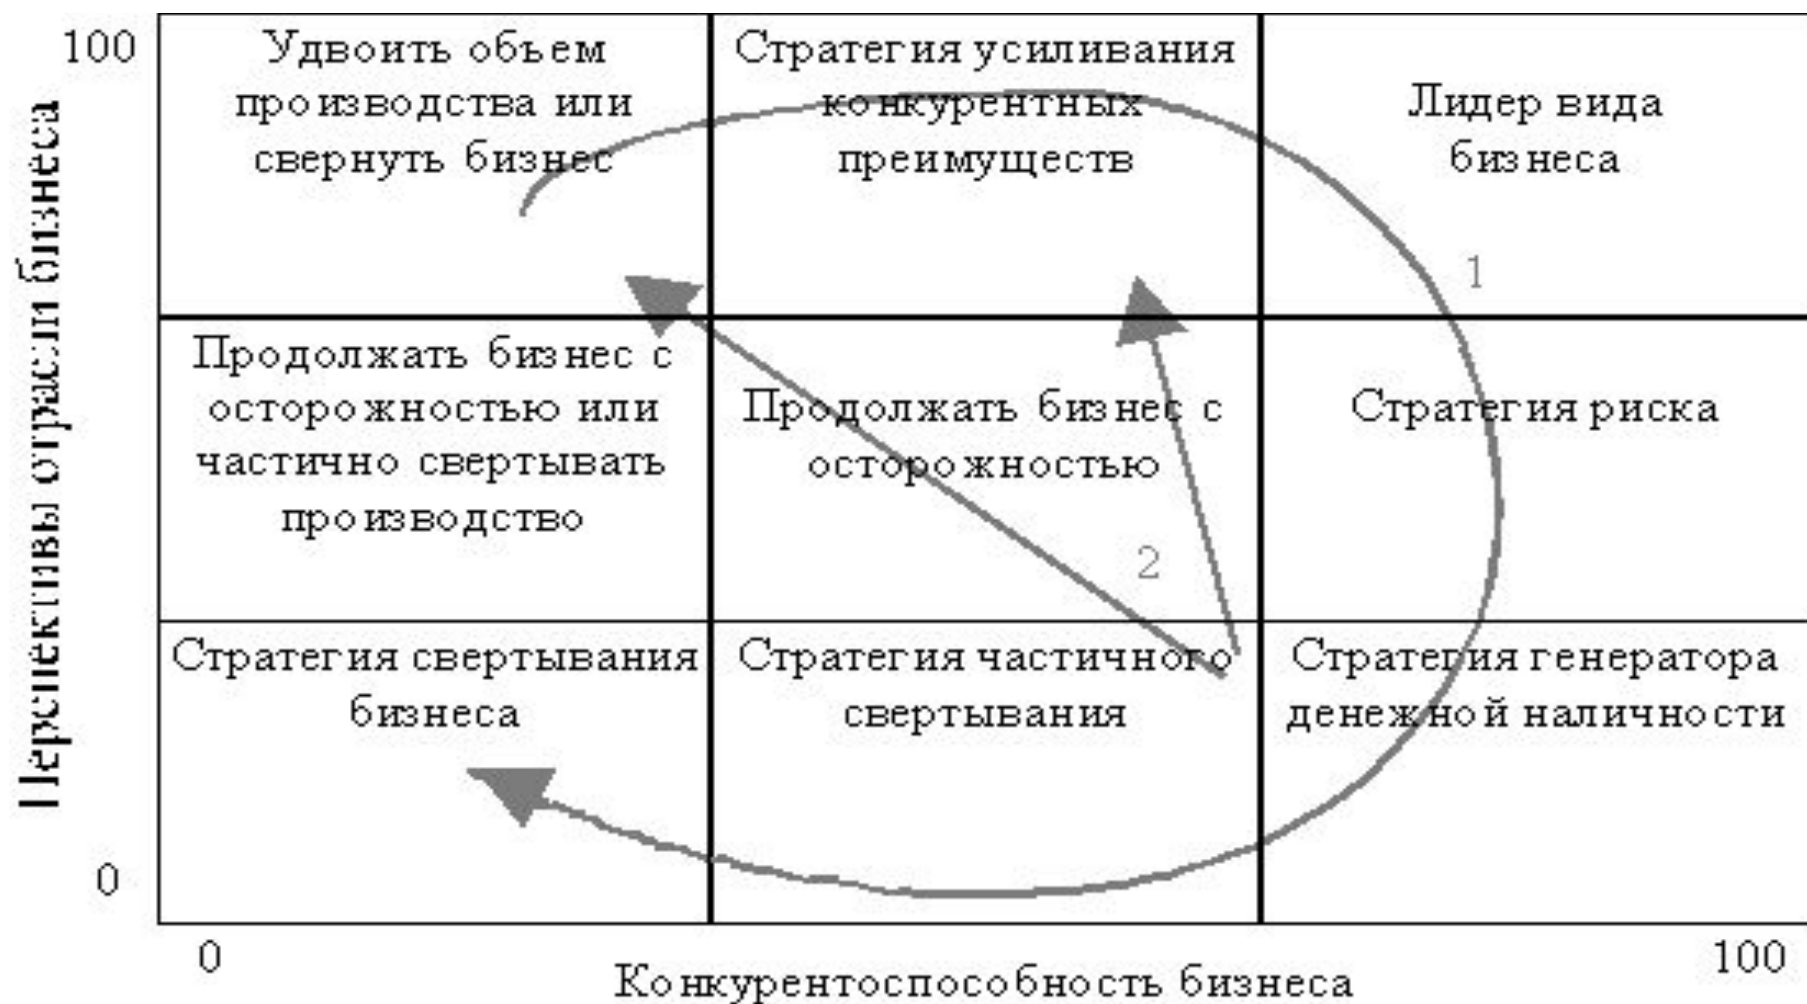 Перспективы отрасли бизнеса
100
Удвоить объем
производства или
свернуть бизнес
Стратегия усиливания
конкурентных
преимуществ
Лидер вида
бизнеса
1
Продолжать бизнес с
осторожностью или
частично свертывать
производство
Продолжать бизнес с
осторожностью
2
Стратегия риска
Стратегия свертывания
бизнеса
Стратегия частичного
свертывания
Стратегия генератора
денежной наличности
0
0
Конкурентоспособность бизнеса
100